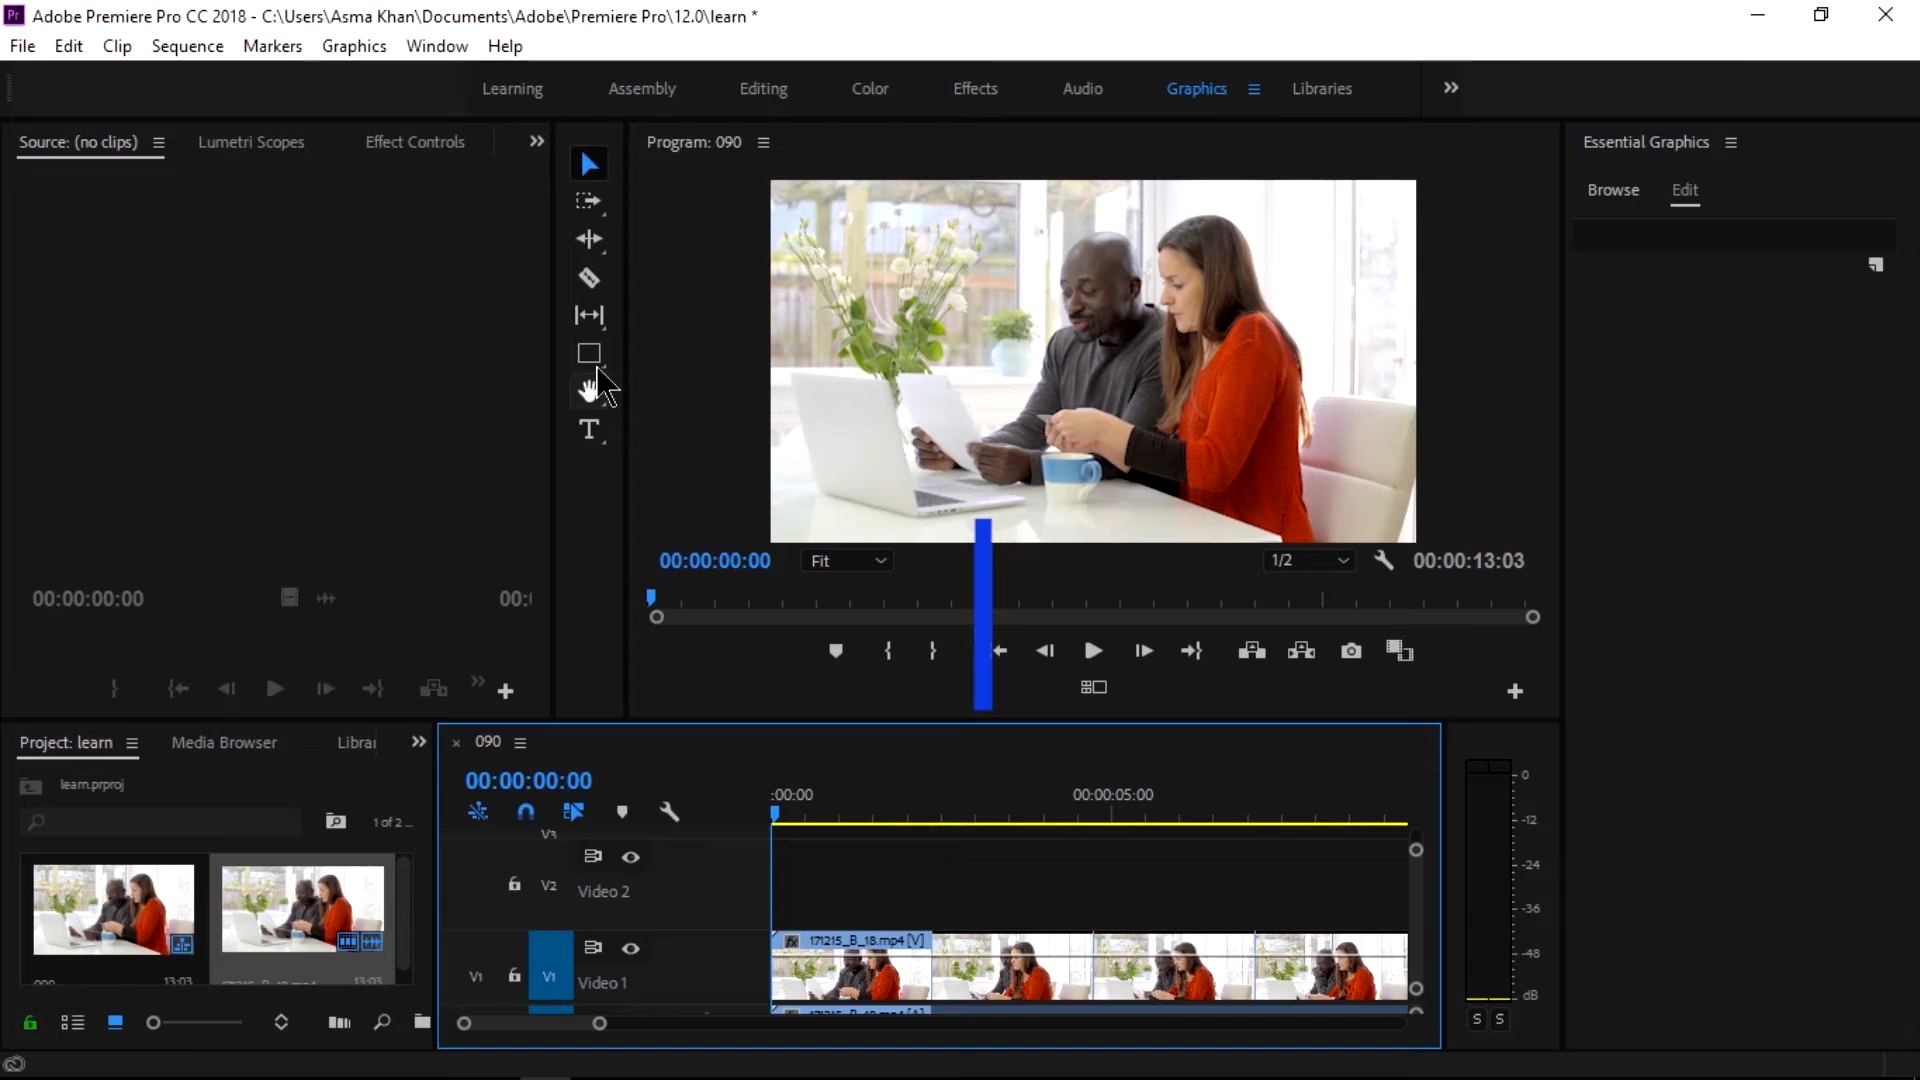 Pr Adobe Premiere Pro CC 2018 - C:\Users\Asma Khan\Documents\Adobe\Premiere Pro\12.0\learn *
File Edit Clip Sequence Markers Graphics Window Help
Learning Assembly Editing Color Effects Audio Graphics Libraries
Source: (no clips) Lumetri Scopes Effect Controls
Program: 090
Essential Graphics
Browse Edit
00:00:00:00 Fit 1/2 00:00:13:03
00:00:00:00 00:
Project: learn Media Browser Librar
learn.prproj
1 of 2 ...
13:03 13:03
090
00:00:00:00
:00:00 00:00:05:00
V3
V2 Video 2
171215_B_18.mp4 [V]
V1 V1 Video 1
0
-12
-24
-36
-48
dB
S S